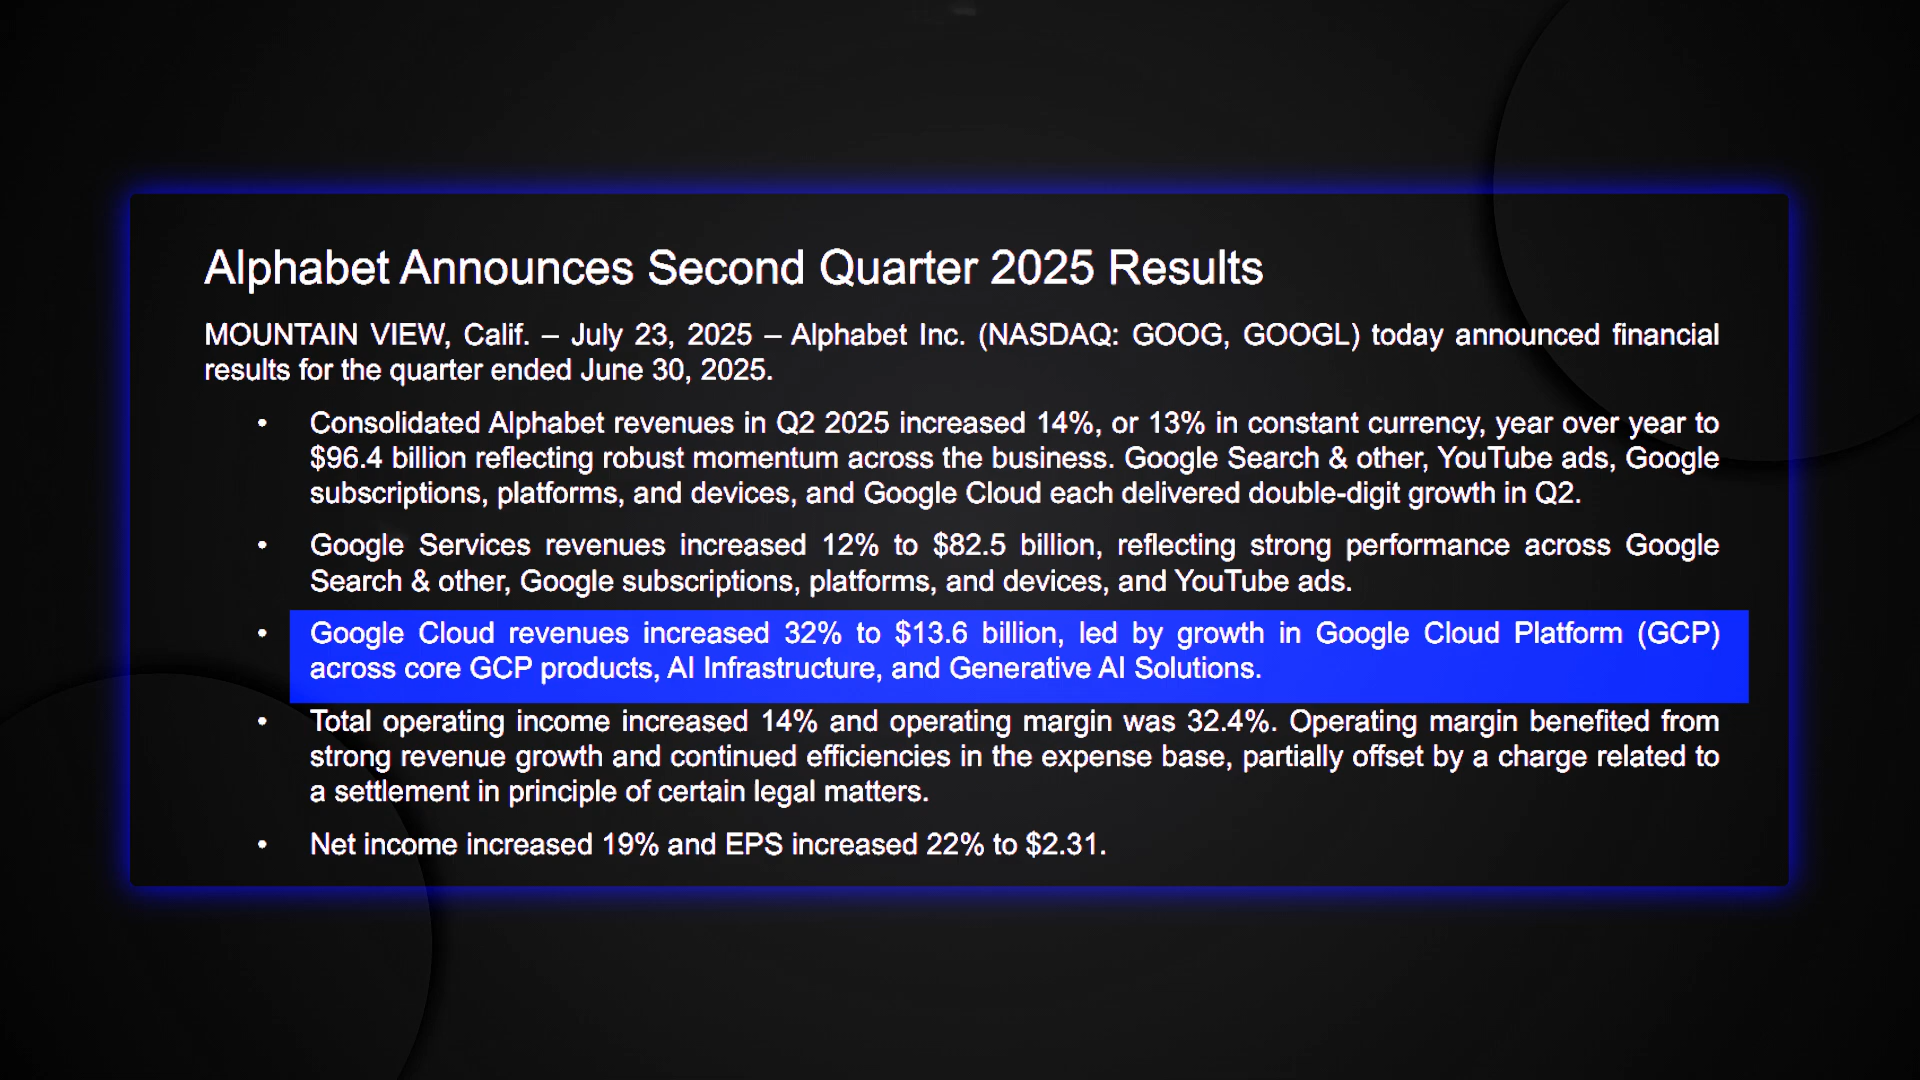 Alphabet Announces Second Quarter 2025 Results
MOUNTAIN VIEW, Calif. – July 23, 2025 – Alphabet Inc. (NASDAQ: GOOG, GOOGL) today announced financial
results for the quarter ended June 30, 2025.
• Consolidated Alphabet revenues in Q2 2025 increased 14%, or 13% in constant currency, year over year to
$96.4 billion reflecting robust momentum across the business. Google Search & other, YouTube ads, Google
subscriptions, platforms, and devices, and Google Cloud each delivered double-digit growth in Q2.
• Google Services revenues increased 12% to $82.5 billion, reflecting strong performance across Google
Search & other, Google subscriptions, platforms, and devices, and YouTube ads.
• Google Cloud revenues increased 32% to $13.6 billion, led by growth in Google Cloud Platform (GCP)
across core GCP products, AI Infrastructure, and Generative AI Solutions.
• Total operating income increased 14% and operating margin was 32.4%. Operating margin benefited from
strong revenue growth and continued efficiencies in the expense base, partially offset by a charge related to
a settlement in principle of certain legal matters.
• Net income increased 19% and EPS increased 22% to $2.31.